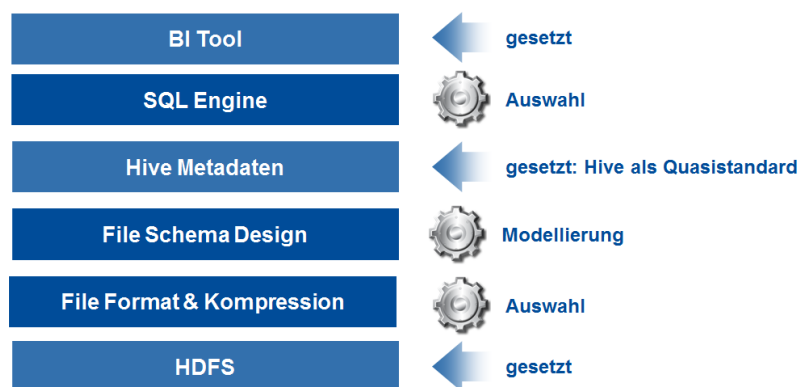 BI Tool
gesetzt
SQL Engine
Auswahl
Hive Metadaten
gesetzt: Hive als Quasistandard
File Schema Design
Modellierung
File Format & Kompression
Auswahl
HDFS
gesetzt